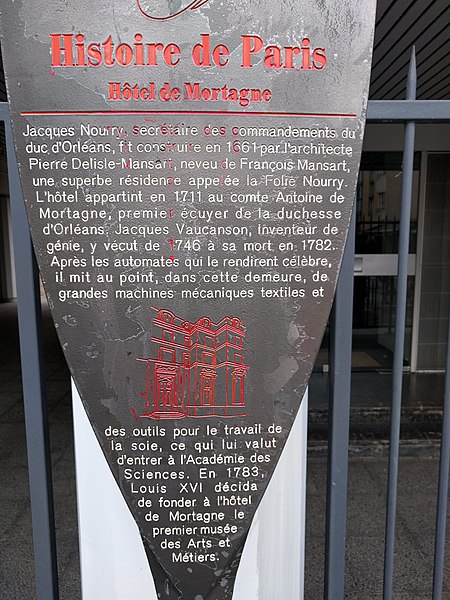 Histoire de Paris
Hôtel de Mortagne
Jacques Nourry, secrétaire des commandements du
duc d'Orléans, fit construire en 1661 par l'architecte
Pierre Delisle-Mansart, neveu de François Mansart,
une superbe résidence appelée la Folie Nourry.
L'hôtel appartint en 1711 au comte Antoine de
Mortagne, premier écuyer de la duchesse
d'Orléans. Jacques Vaucanson, inventeur de
génie, y vécut de 1746 à sa mort en 1782.
Après les automates qui le rendirent célèbre,
il mit au point, dans cette demeure, de
grandes machines mécaniques textiles et
des outils pour le travail de
la soie, ce qui lui valut
d'entrer à l'Académie des
Sciences. En 1783,
Louis XVI décida
de fonder à l'hôtel
de Mortagne le
premier musée
des Arts et
Métiers.